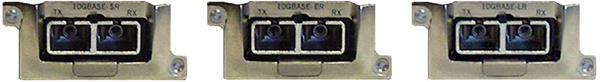 10GBASE-SR
TX RX
10GBASE-ER
TX RX
10GBASE-LR
TX RX